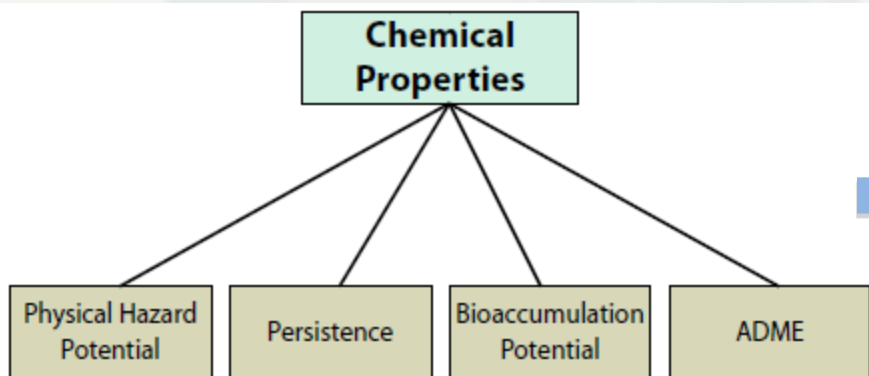 Chemical
Properties
Physical Hazard
Potential
Persistence
Bioaccumulation
Potential
ADME